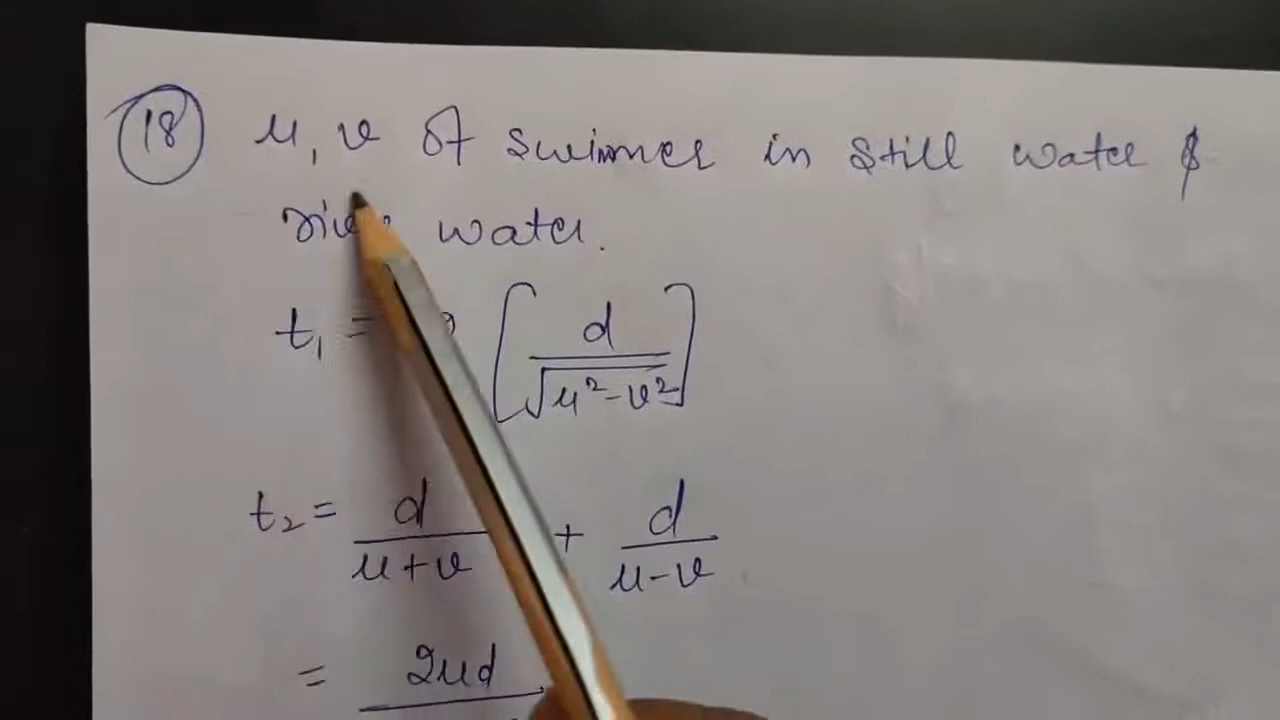 18 u, v of swimmer in still water &
water.
t₁ = [d / √(u² - v²)]
t₂ = d / (u+v) + d / (u-v)
= 2ud